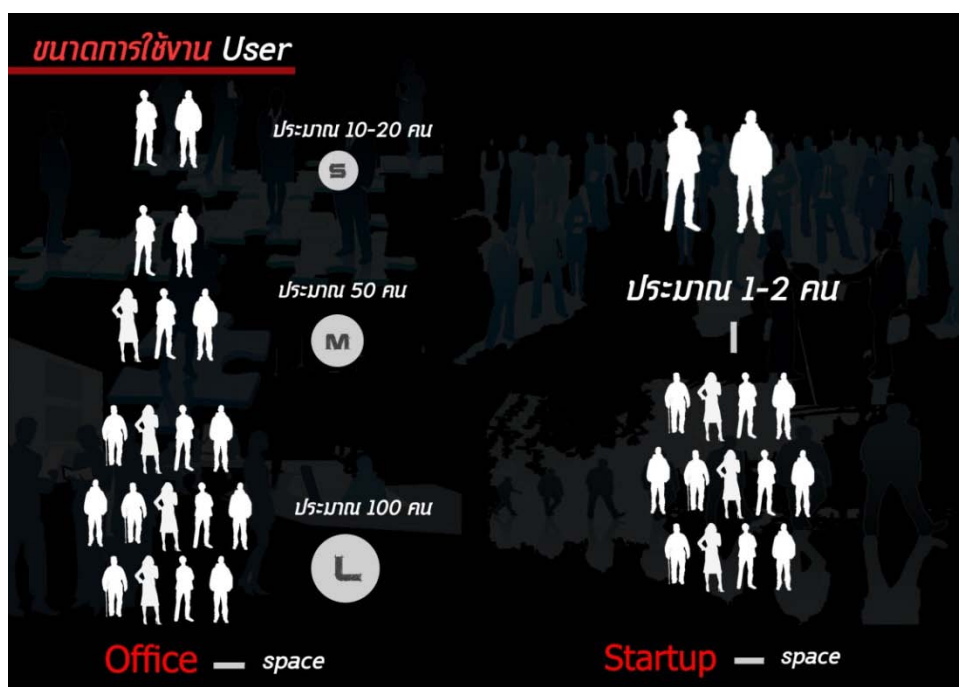 ขนาดการใช้งาน User
ประมาณ 10-20 คน
S
ประมาณ 50 คน
M
ประมาณ 100 คน
L
Office — space
ประมาณ 1-2 คน
Startup — space